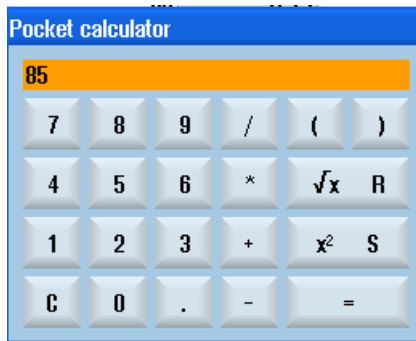 Pocket calculator
85
7 8 9 / ( )
4 5 6 * √x R
1 2 3 + x² S
C 0 . - =